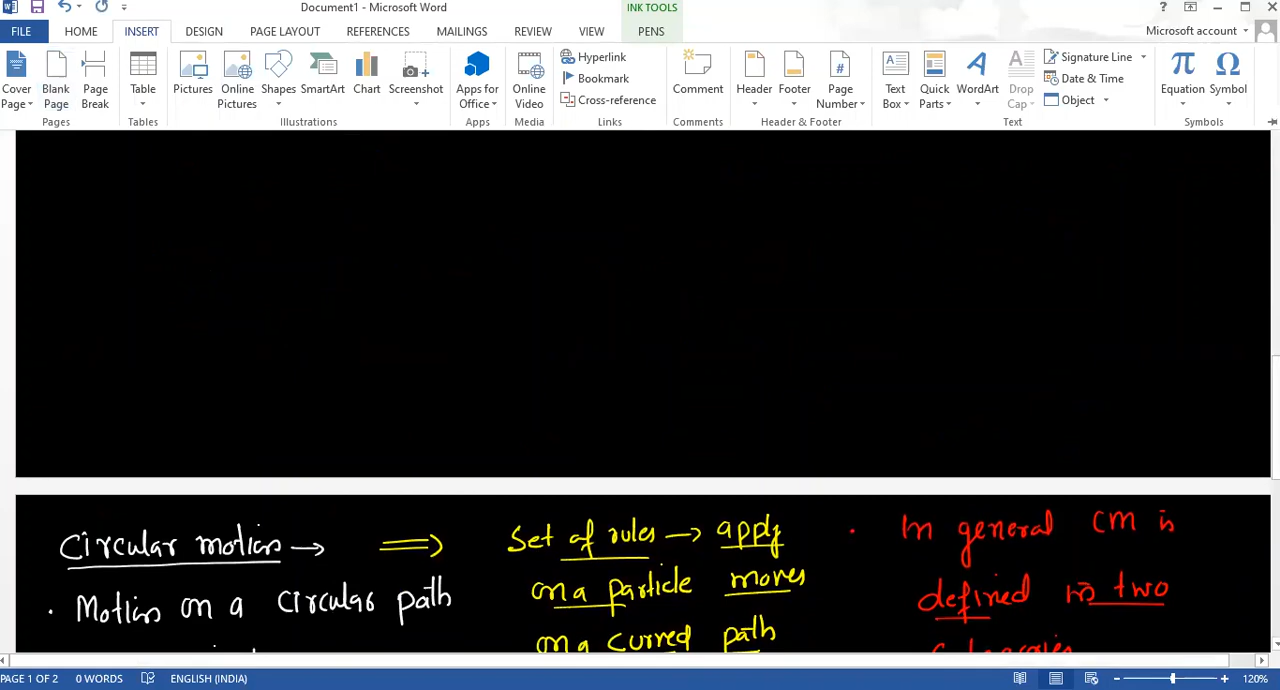 Document1 - Microsoft Word
INK TOOLS
FILE HOME INSERT DESIGN PAGE LAYOUT REFERENCES MAILINGS REVIEW VIEW PENS Microsoft account
Cover Page Blank Page Page Break Table Pictures Online Pictures Shapes SmartArt Chart Screenshot Apps for Office Online Video Hyperlink Bookmark Cross-reference Comment Header Footer Page Number Text Box Quick Parts WordArt Drop Cap Signature Line Date & Time Object Equation Symbol
Pages Tables Illustrations Apps Media Links Comments Header & Footer Text Symbols
Circular motion → ⇒
• Motion on a circular path
Set of rules → apply
on a particle moves
on a curved path
• In general CM is
defined in two
PAGE 1 OF 2 0 WORDS ENGLISH (INDIA) 120%